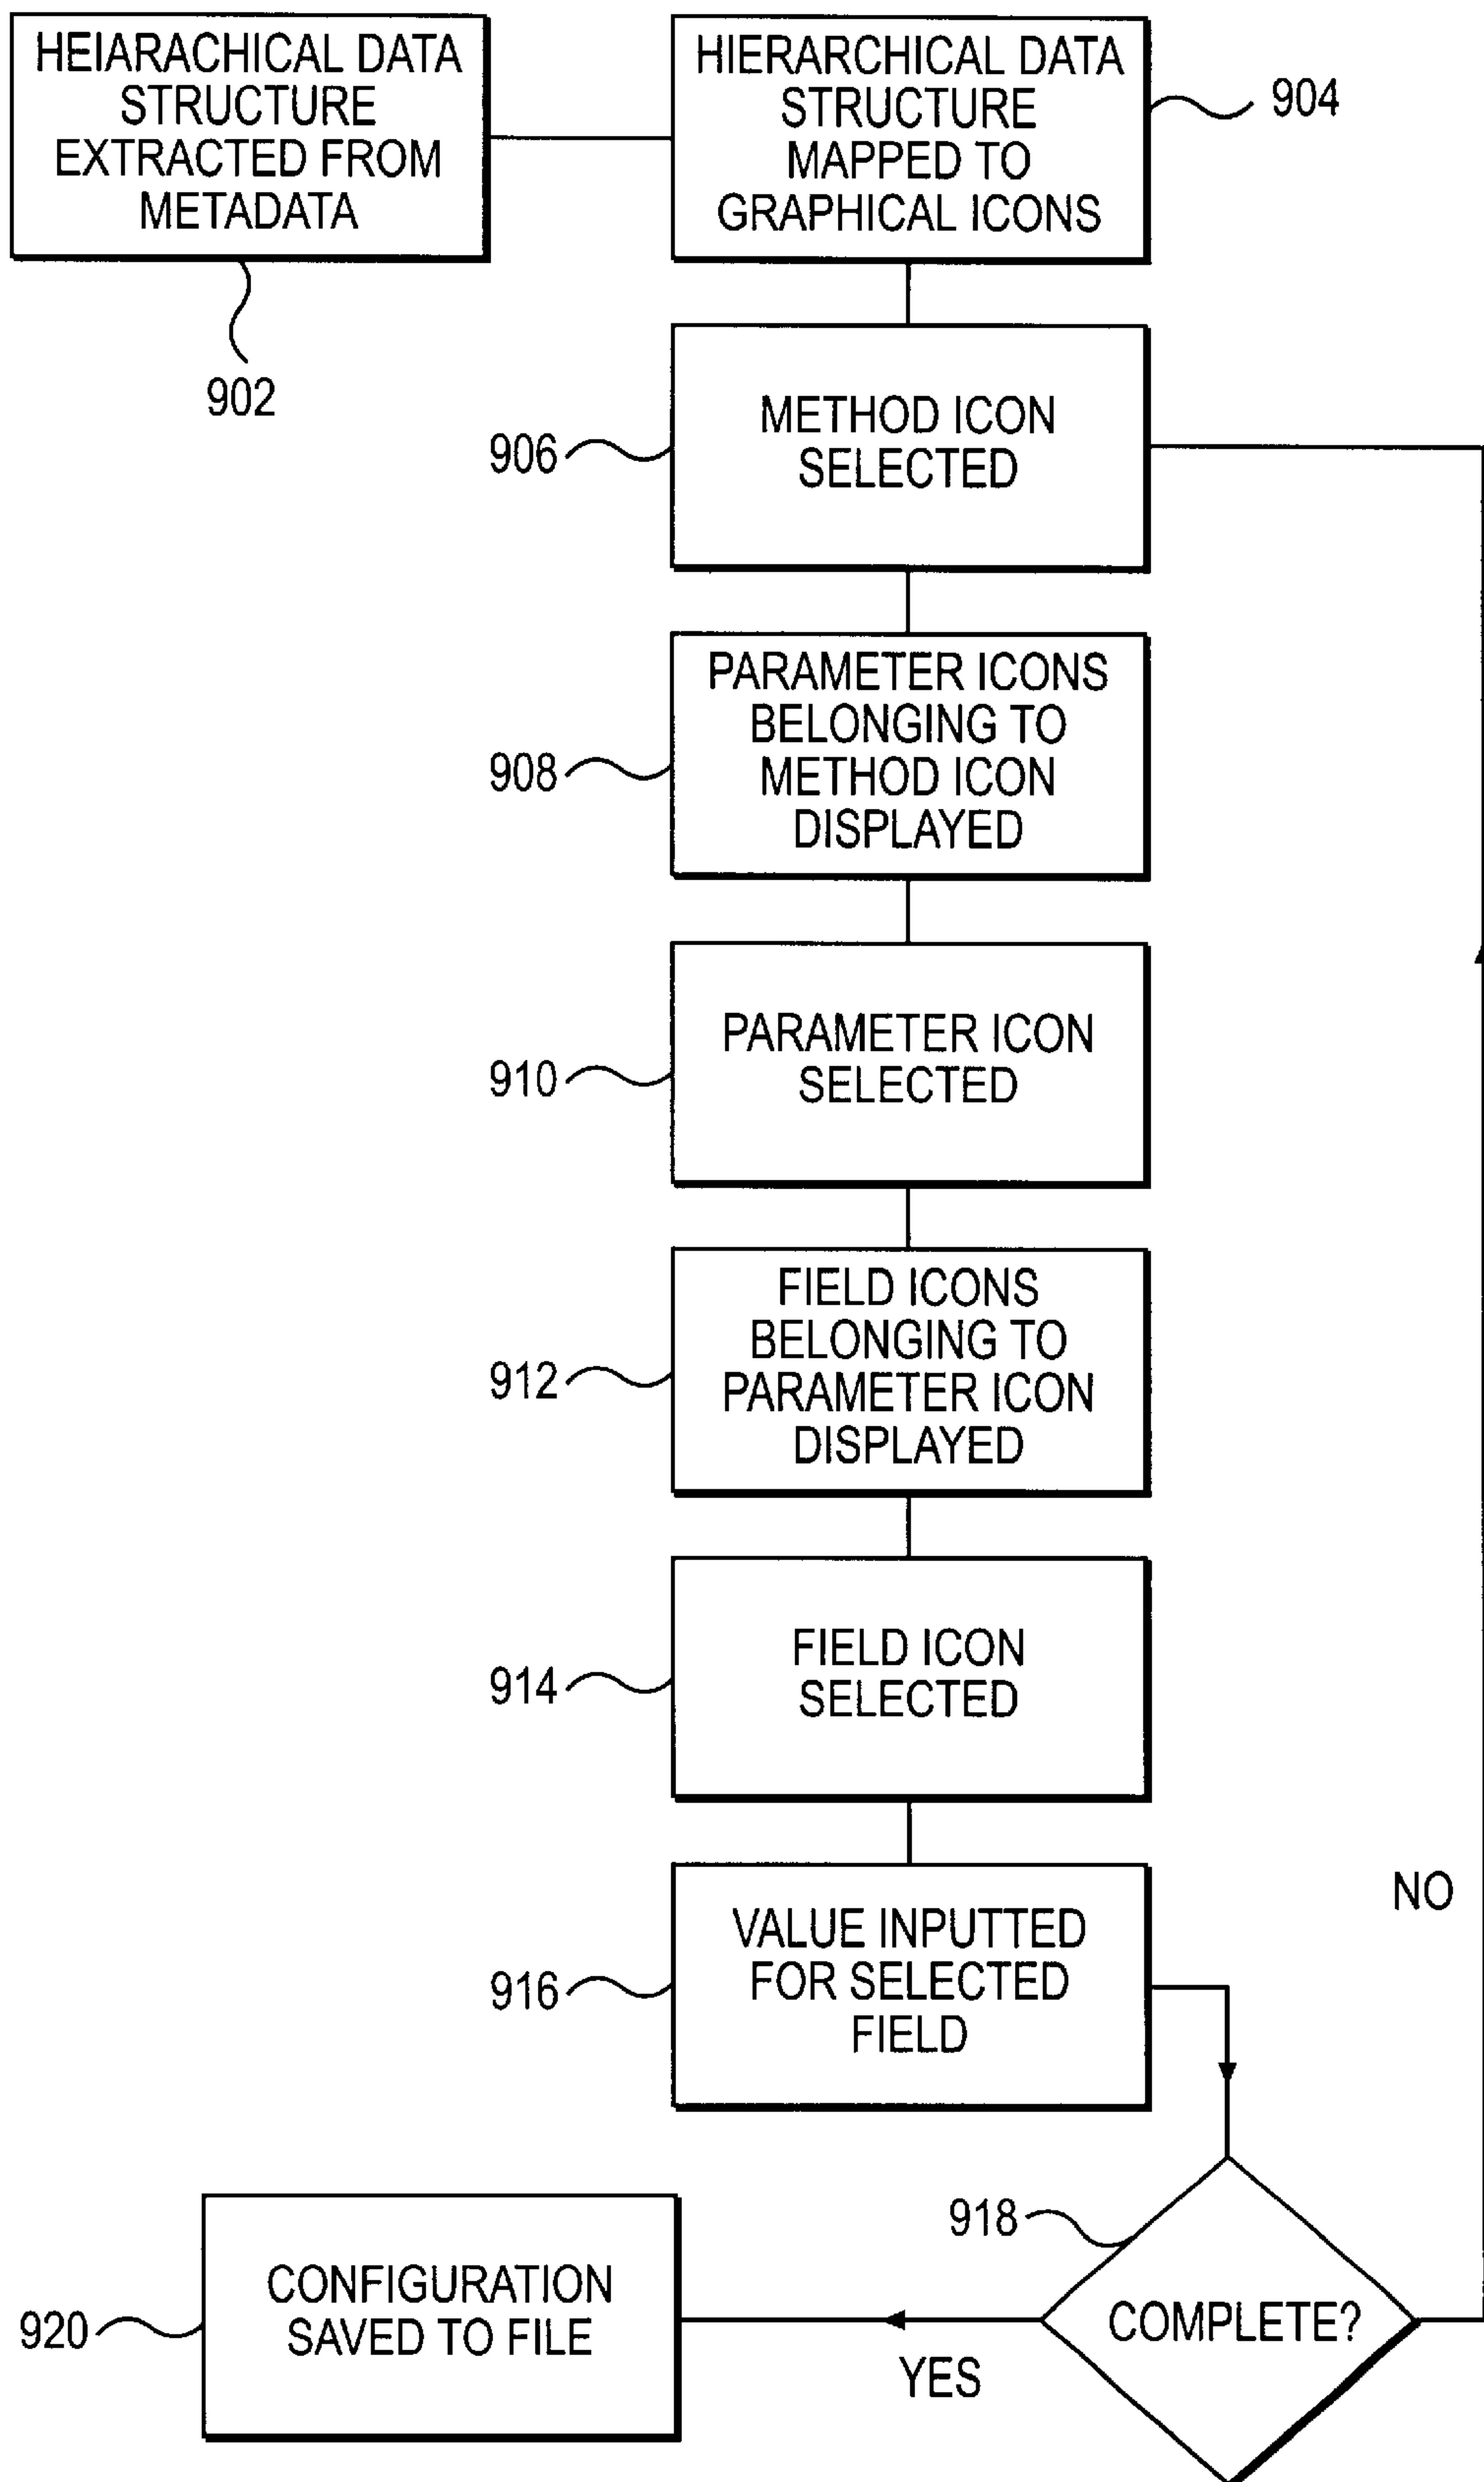 HEIARACHICAL DATA
STRUCTURE
EXTRACTED FROM
METADATA
902
HIERARCHICAL DATA
STRUCTURE
MAPPED TO
GRAPHICAL ICONS
904
METHOD ICON
SELECTED
906
PARAMETER ICONS
BELONGING TO
METHOD ICON
DISPLAYED
908
PARAMETER ICON
SELECTED
910
FIELD ICONS
BELONGING TO
PARAMETER ICON
DISPLAYED
912
FIELD ICON
SELECTED
914
VALUE INPUTTED
FOR SELECTED
FIELD
916
NO
918
COMPLETE?
YES
CONFIGURATION
SAVED TO FILE
920